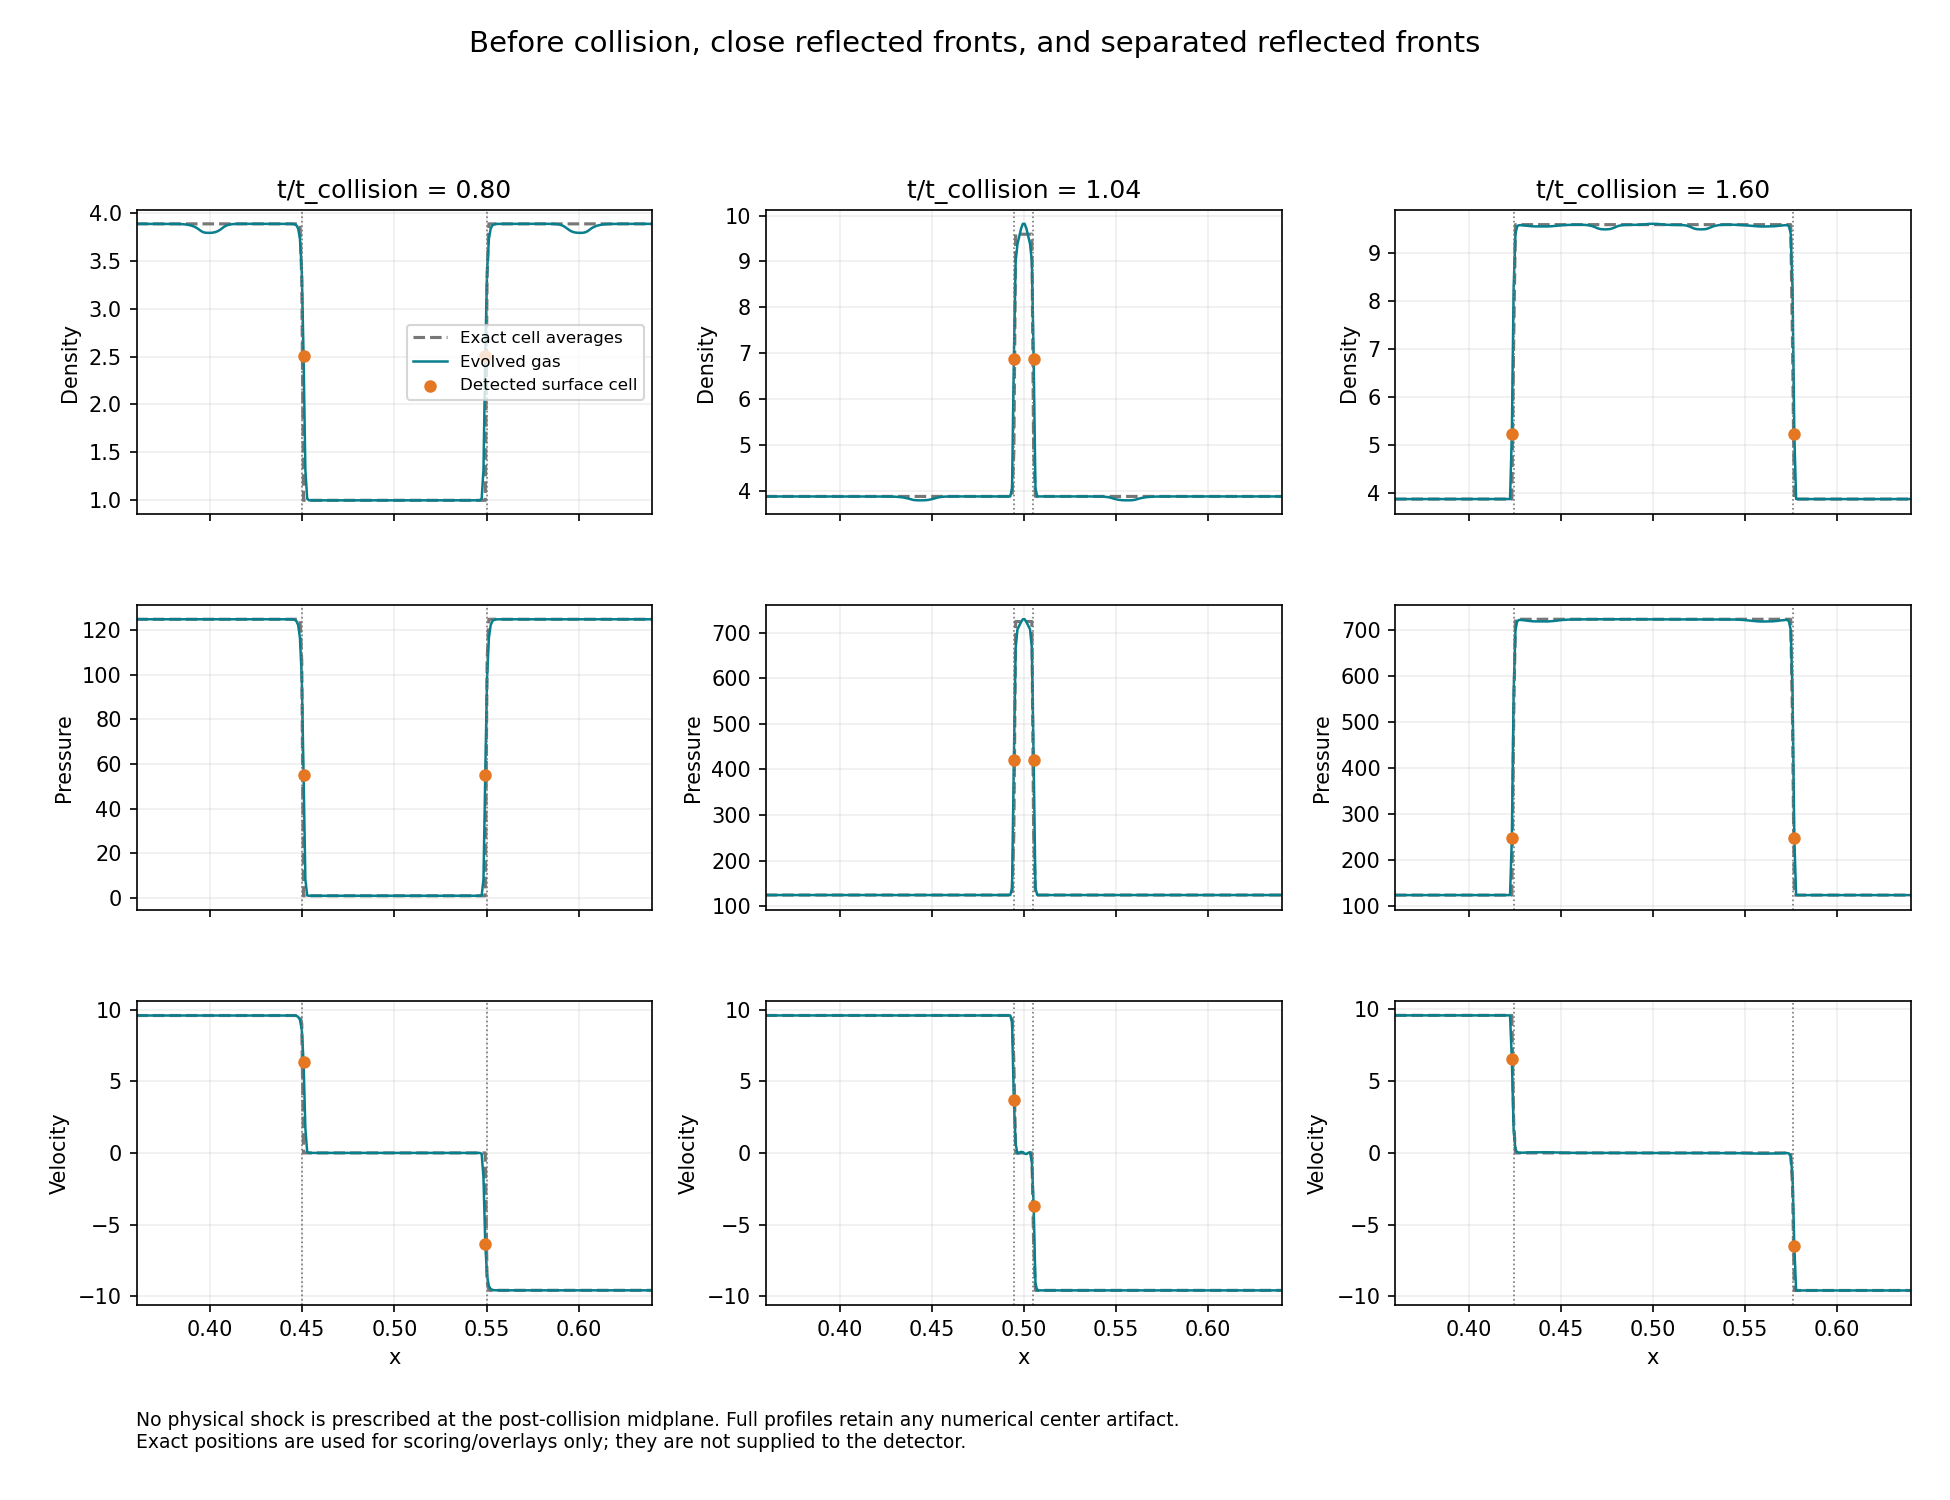 Before collision, close reflected fronts, and separated reflected fronts
t/t_collision = 0.80
t/t_collision = 1.04
t/t_collision = 1.60
Density
4.0
3.5
3.0
2.5
2.0
1.5
1.0
Exact cell averages
Evolved gas
Detected surface cell
Density
10
9
8
7
6
5
4
Density
9
8
7
6
5
4
Pressure
120
100
80
60
40
20
0
Pressure
700
600
500
400
300
200
100
Pressure
700
600
500
400
300
200
100
Velocity
10
5
0
−5
−10
0.40 0.45 0.50 0.55 0.60
x
Velocity
10
5
0
−5
−10
0.40 0.45 0.50 0.55 0.60
x
Velocity
10
5
0
−5
−10
0.40 0.45 0.50 0.55 0.60
x
No physical shock is prescribed at the post-collision midplane. Full profiles retain any numerical center artifact.
Exact positions are used for scoring/overlays only; they are not supplied to the detector.